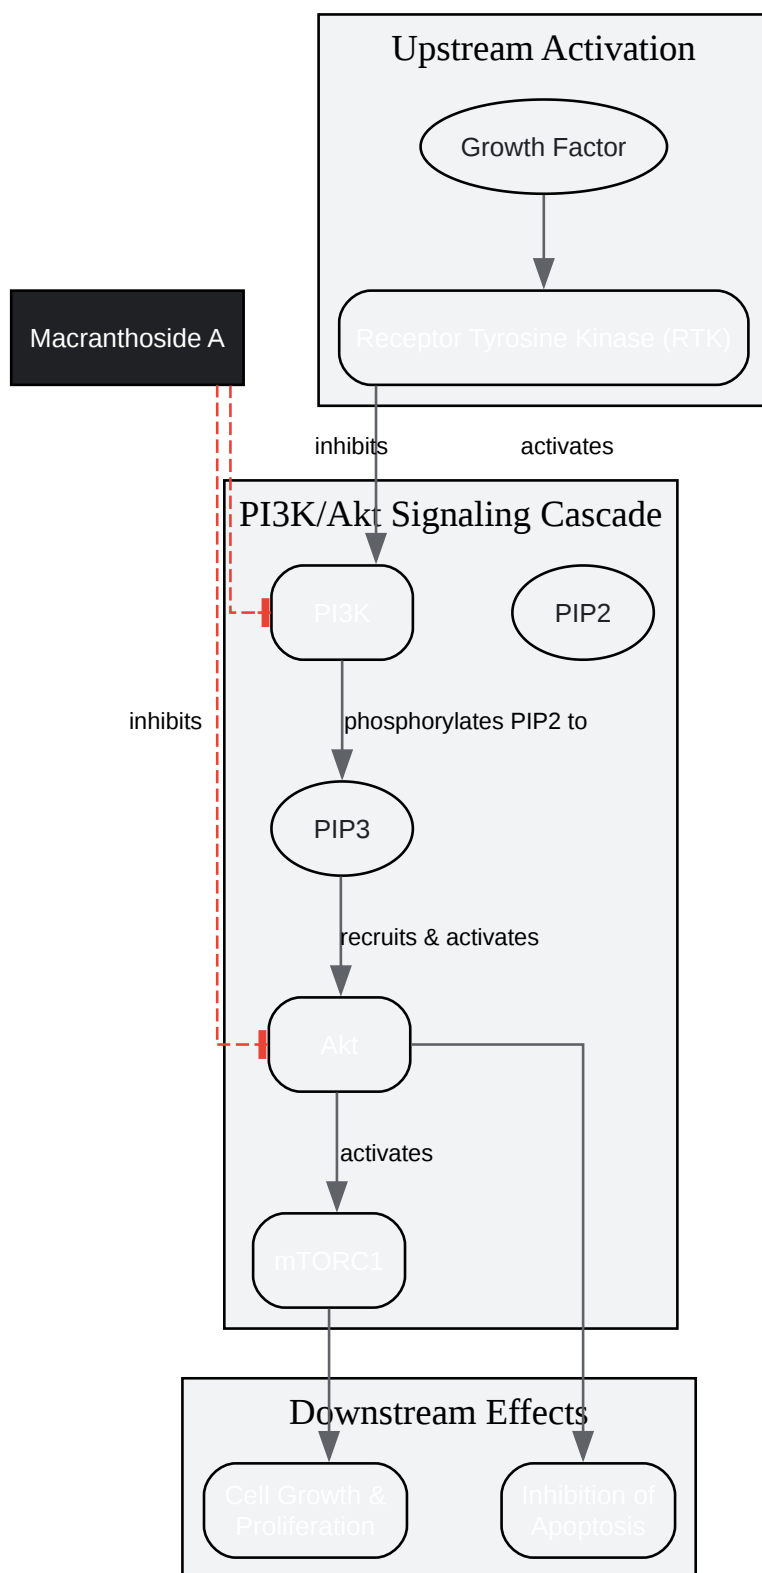 Upstream Activation
Growth Factor
Macranthoside A
Receptor Tyrosine Kinase (RTK)
inhibits
activates
PI3K/Akt Signaling Cascade
PI3K
PIP2
inhibits
phosphorylates PIP2 to
PIP3
recruits & activates
Akt
activates
mTORC1
Downstream Effects
Cell Growth &
Proliferation
Inhibition of
Apoptosis